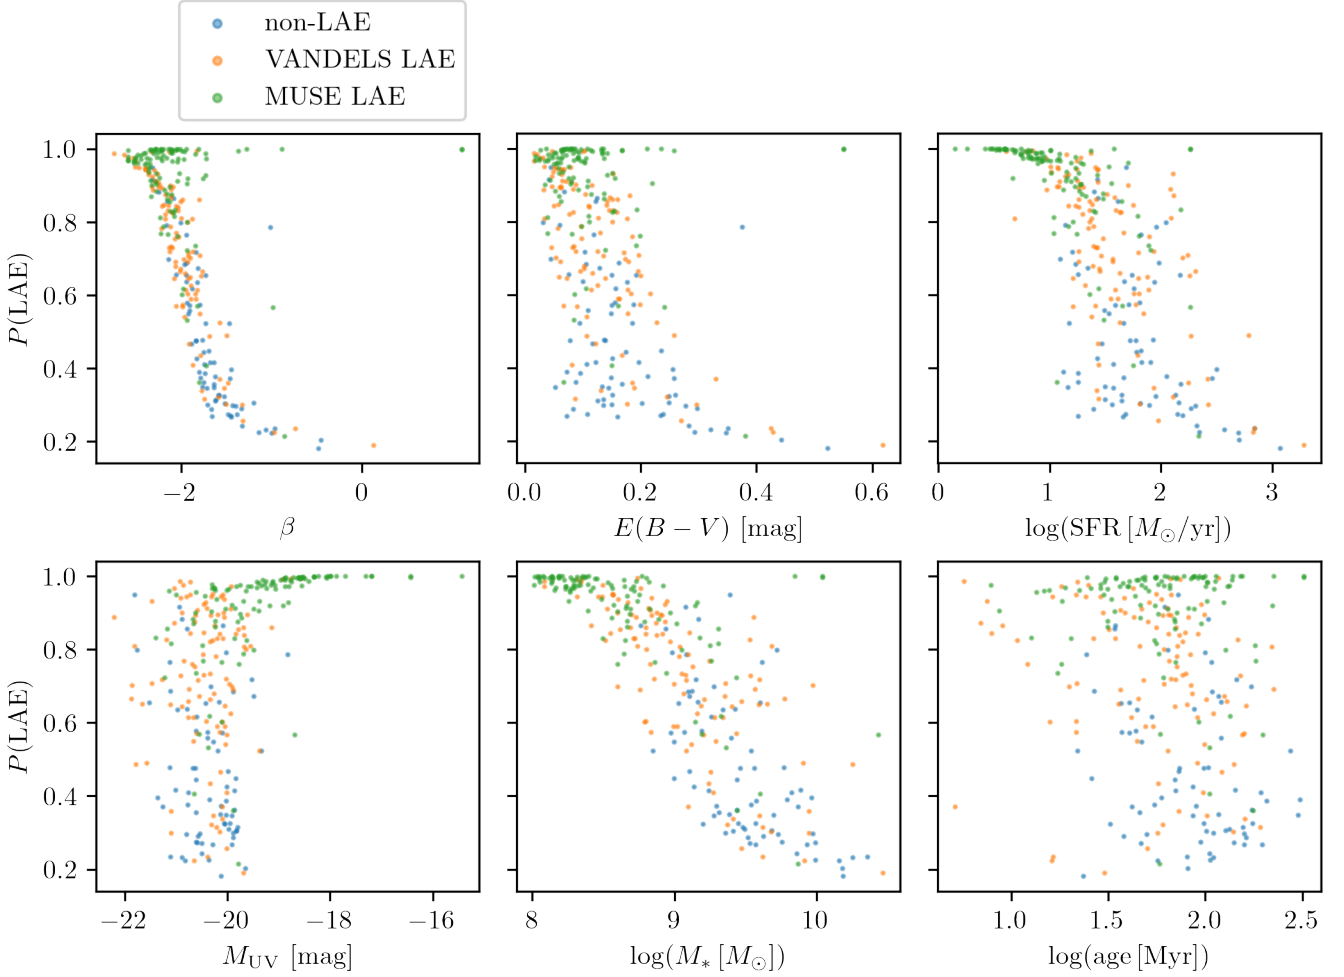 non-LAE
VANDELS LAE
MUSE LAE
1.0
0.8
0.6
0.4
0.2
P(LAE)
−2 0
β
0.0 0.2 0.4 0.6
E(B − V) [mag]
0 1 2 3
log(SFR [M⊙/yr])
1.0
0.8
0.6
0.4
0.2
P(LAE)
−22 −20 −18 −16
M_UV [mag]
8 9 10
log(M_* [M⊙])
1.0 1.5 2.0 2.5
log(age [Myr])